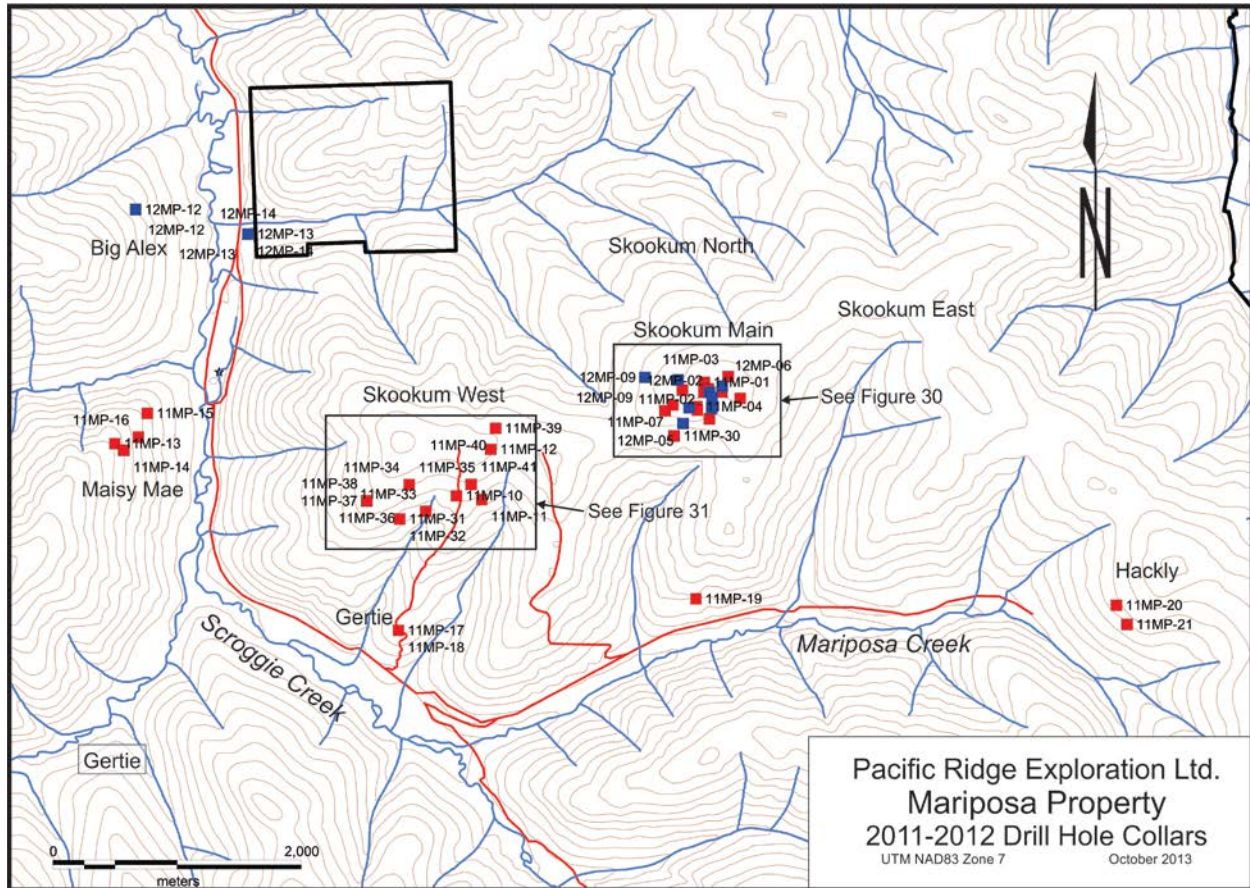 12MP-12
12MP-12
Big Alex
12MP-14
12MP-13
12MP-13
12MP-14
Skookum North
Skookum East
Skookum Main
11MP-03
12MP-06
12MP-09
12MP-02
11MP-01
12MP-09
11MP-02
11MP-04
11MP-07
12MP-05
11MP-30
See Figure 30
Skookum West
11MP-39
11MP-40
11MP-12
11MP-34
11MP-35
11MP-41
11MP-38
11MP-33
11MP-10
11MP-37
11MP-11
11MP-36
11MP-31
11MP-32
See Figure 31
11MP-16
11MP-15
11MP-13
11MP-14
Maisy Mae
Gertie
11MP-17
11MP-18
11MP-19
Hackly
11MP-20
11MP-21
Scroggie Creek
Mariposa Creek
N
Gertie
0
2,000
meters
Pacific Ridge Exploration Ltd.
Mariposa Property
2011-2012 Drill Hole Collars
UTM NAD83 Zone 7
October 2013